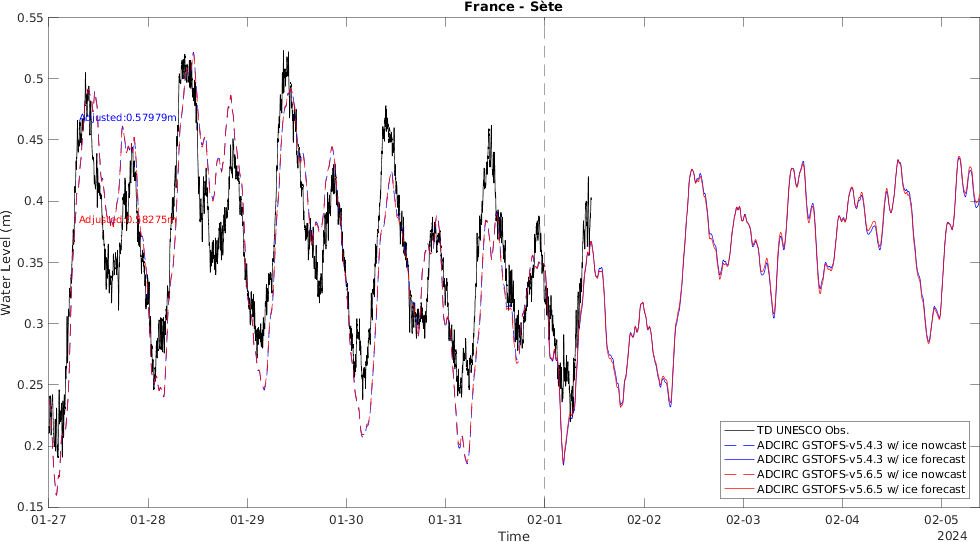 France - Sète
0.55
0.5
0.45
0.4
0.35
0.3
0.25
0.2
0.15
Water Level (m)
Adjusted:0.57979m
Adjusted:0.58275m
TD UNESCO Obs.
ADCIRC GSTOFS-v5.4.3 w/ ice nowcast
ADCIRC GSTOFS-v5.4.3 w/ ice forecast
ADCIRC GSTOFS-v5.6.5 w/ ice nowcast
ADCIRC GSTOFS-v5.6.5 w/ ice forecast
01-27 01-28 01-29 01-30 01-31 02-01 02-02 02-03 02-04 02-05
Time
2024